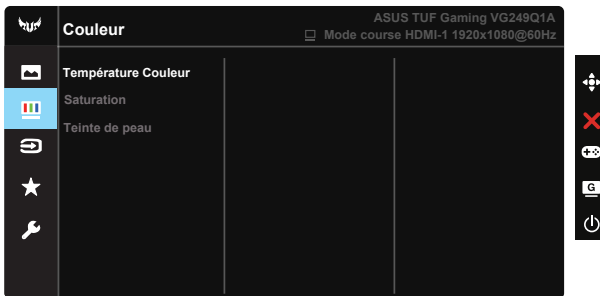 Couleur
ASUS TUF Gaming VG249Q1A
Mode course HDMI-1 1920x1080@60Hz
Température Couleur
Saturation
Teinte de peau
G